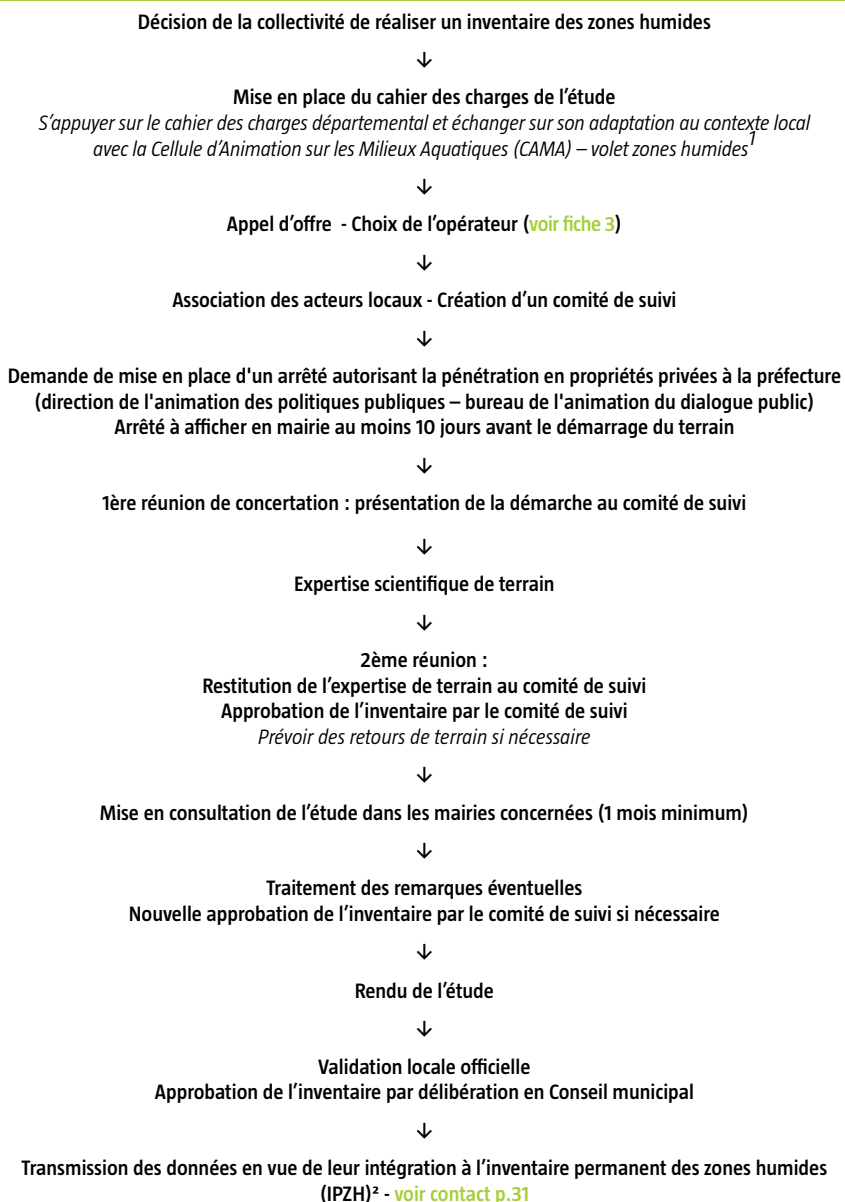 Décision de la collectivité de réaliser un inventaire des zones humides
↓
Mise en place du cahier des charges de l'étude
S'appuyer sur le cahier des charges départemental et échanger sur son adaptation au contexte local
avec la Cellule d'Animation sur les Milieux Aquatiques (CAMA) – volet zones humides¹
↓
Appel d'offre - Choix de l'opérateur (voir fiche 3)
↓
Association des acteurs locaux - Création d'un comité de suivi
↓
Demande de mise en place d'un arrêté autorisant la pénétration en propriétés privées à la préfecture
(direction de l'animation des politiques publiques – bureau de l'animation du dialogue public)
Arrêté à afficher en mairie au moins 10 jours avant le démarrage du terrain
↓
1ère réunion de concertation : présentation de la démarche au comité de suivi
↓
Expertise scientifique de terrain
↓
2ème réunion :
Restitution de l'expertise de terrain au comité de suivi
Approbation de l'inventaire par le comité de suivi
Prévoir des retours de terrain si nécessaire
↓
Mise en consultation de l'étude dans les mairies concernées (1 mois minimum)
↓
Traitement des remarques éventuelles
Nouvelle approbation de l'inventaire par le comité de suivi si nécessaire
↓
Rendu de l'étude
↓
Validation locale officielle
Approbation de l'inventaire par délibération en Conseil municipal
↓
Transmission des données en vue de leur intégration à l'inventaire permanent des zones humides
(IPZH)² - voir contact p.31